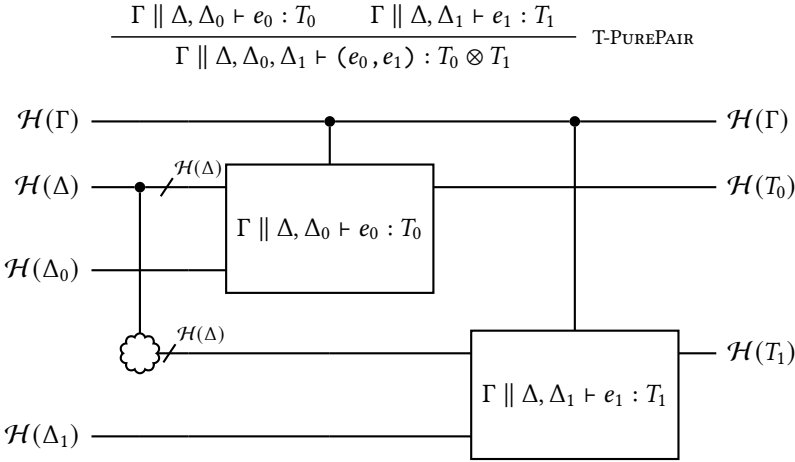 Γ ∥ Δ, Δ₀ ⊢ e₀ : T₀    Γ ∥ Δ, Δ₁ ⊢ e₁ : T₁
T-PurePair
Γ ∥ Δ, Δ₀, Δ₁ ⊢ (e₀, e₁) : T₀ ⊗ T₁
ℋ(Γ) ℋ(Γ)
ℋ(Δ) ℋ(Δ) ℋ(T₀)
Γ ∥ Δ, Δ₀ ⊢ e₀ : T₀
ℋ(Δ₀)
ℋ(Δ) ℋ(T₁)
Γ ∥ Δ, Δ₁ ⊢ e₁ : T₁
ℋ(Δ₁)